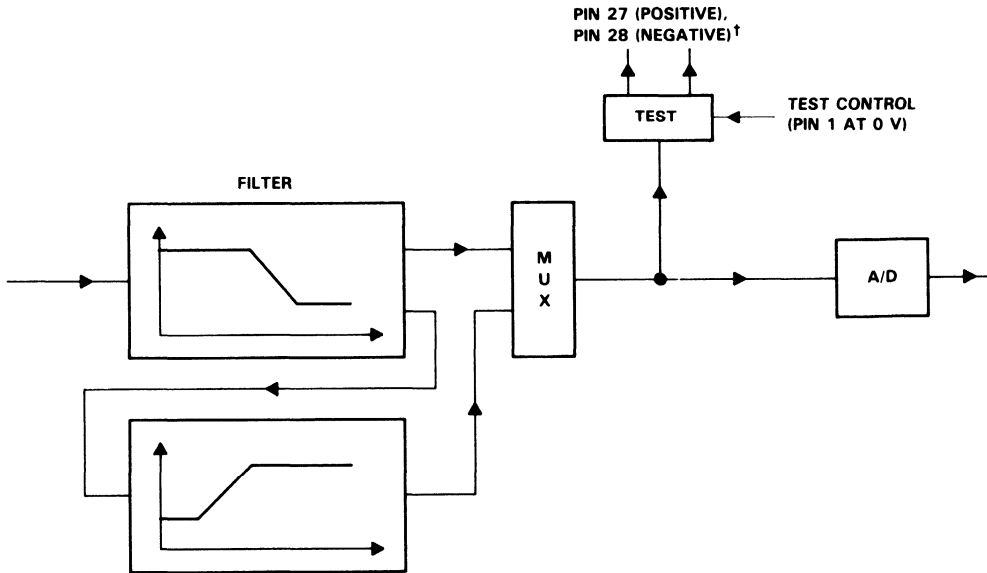 PIN 27 (POSITIVE),
PIN 28 (NEGATIVE)†
TEST
TEST CONTROL
(PIN 1 AT 0 V)
FILTER
M
U
X
A/D